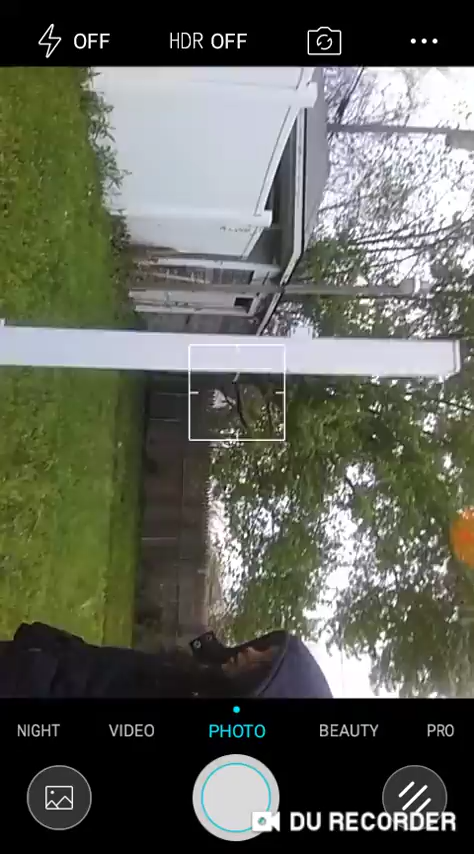 OFF
HDR OFF
NIGHT VIDEO PHOTO BEAUTY PRO
DU RECORDER